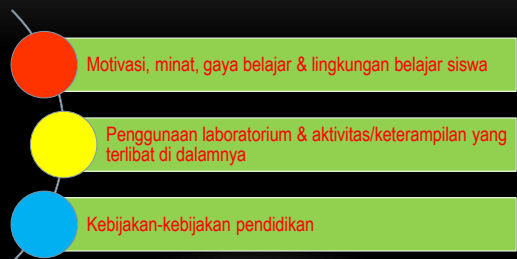 Motivasi, minat, gaya belajar & lingkungan belajar siswa
Penggunaan laboratorium & aktivitas/keterampilan yang
terlibat di dalamnya
Kebijakan-kebijakan pendidikan